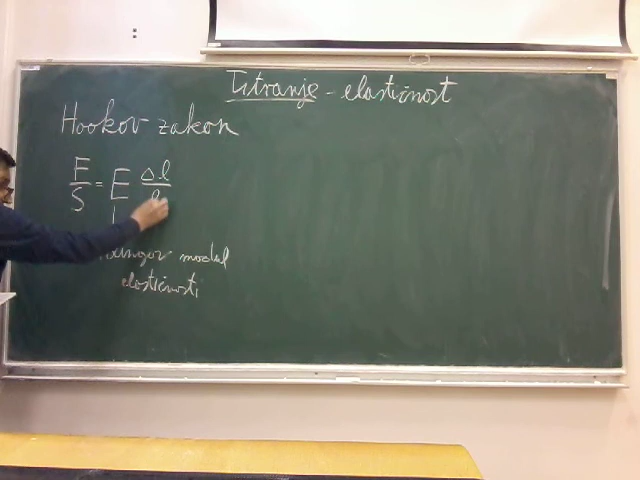 Titranje - elastičnost
Hookov zakon
F/S = E Δl/l
Youngov modul
elastičnosti